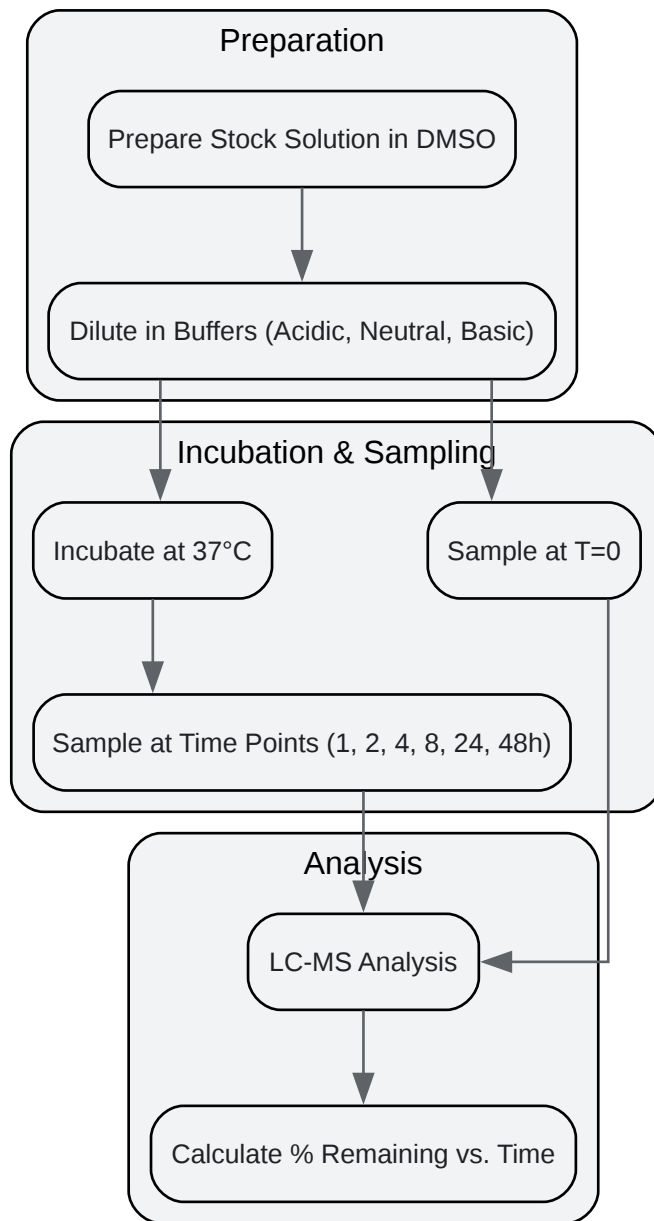 Preparation
Prepare Stock Solution in DMSO
Dilute in Buffers (Acidic, Neutral, Basic)
Incubation & Sampling
Incubate at 37°C
Sample at T=0
Sample at Time Points (1, 2, 4, 8, 24, 48h)
Analysis
LC-MS Analysis
Calculate % Remaining vs. Time